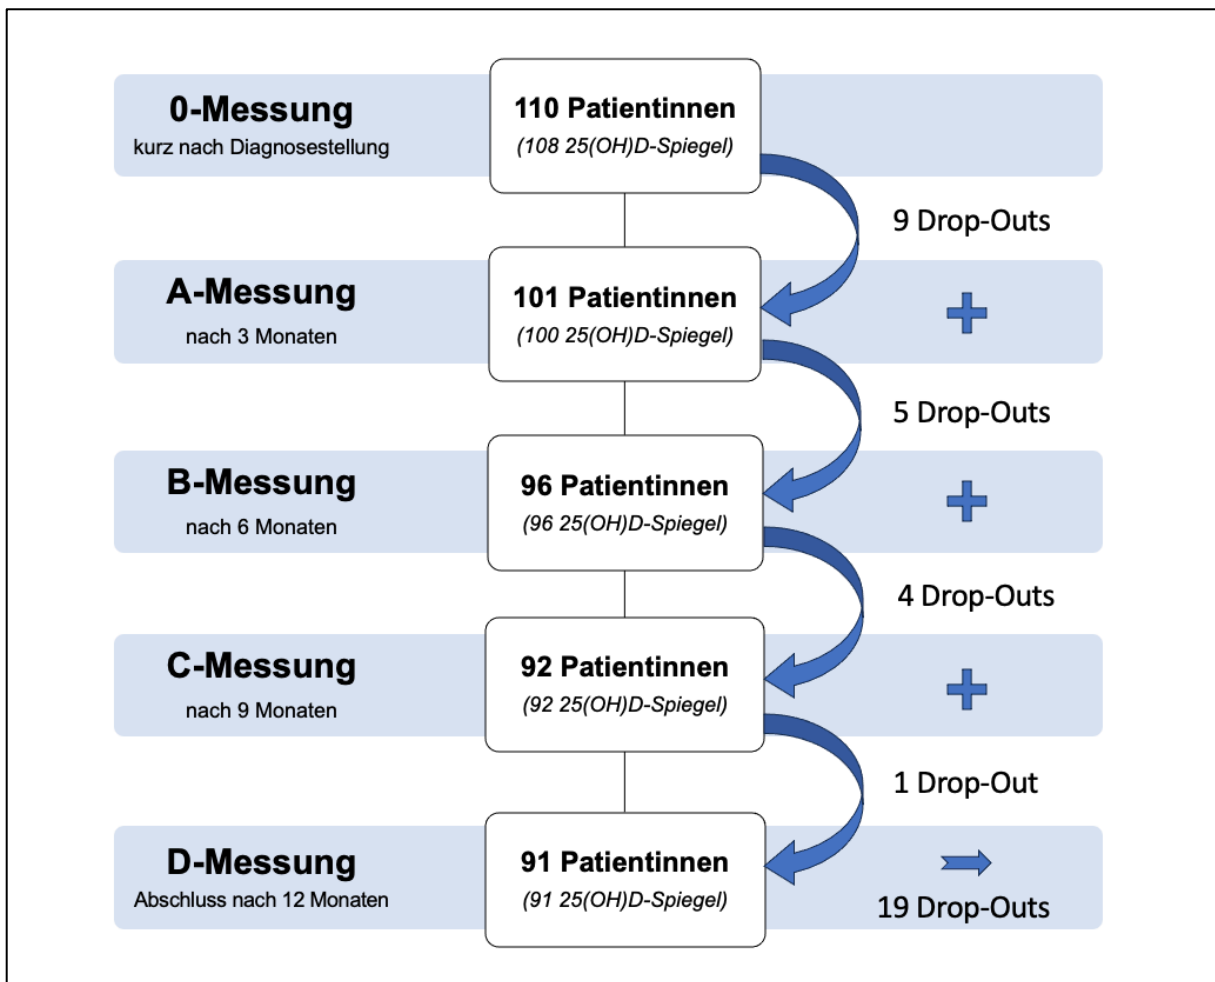 0-Messung
kurz nach Diagnosestellung
110 Patientinnen
(108 25(OH)D-Spiegel)
9 Drop-Outs
A-Messung
nach 3 Monaten
101 Patientinnen
(100 25(OH)D-Spiegel)
5 Drop-Outs
B-Messung
nach 6 Monaten
96 Patientinnen
(96 25(OH)D-Spiegel)
4 Drop-Outs
C-Messung
nach 9 Monaten
92 Patientinnen
(92 25(OH)D-Spiegel)
1 Drop-Out
D-Messung
Abschluss nach 12 Monaten
91 Patientinnen
(91 25(OH)D-Spiegel)
19 Drop-Outs